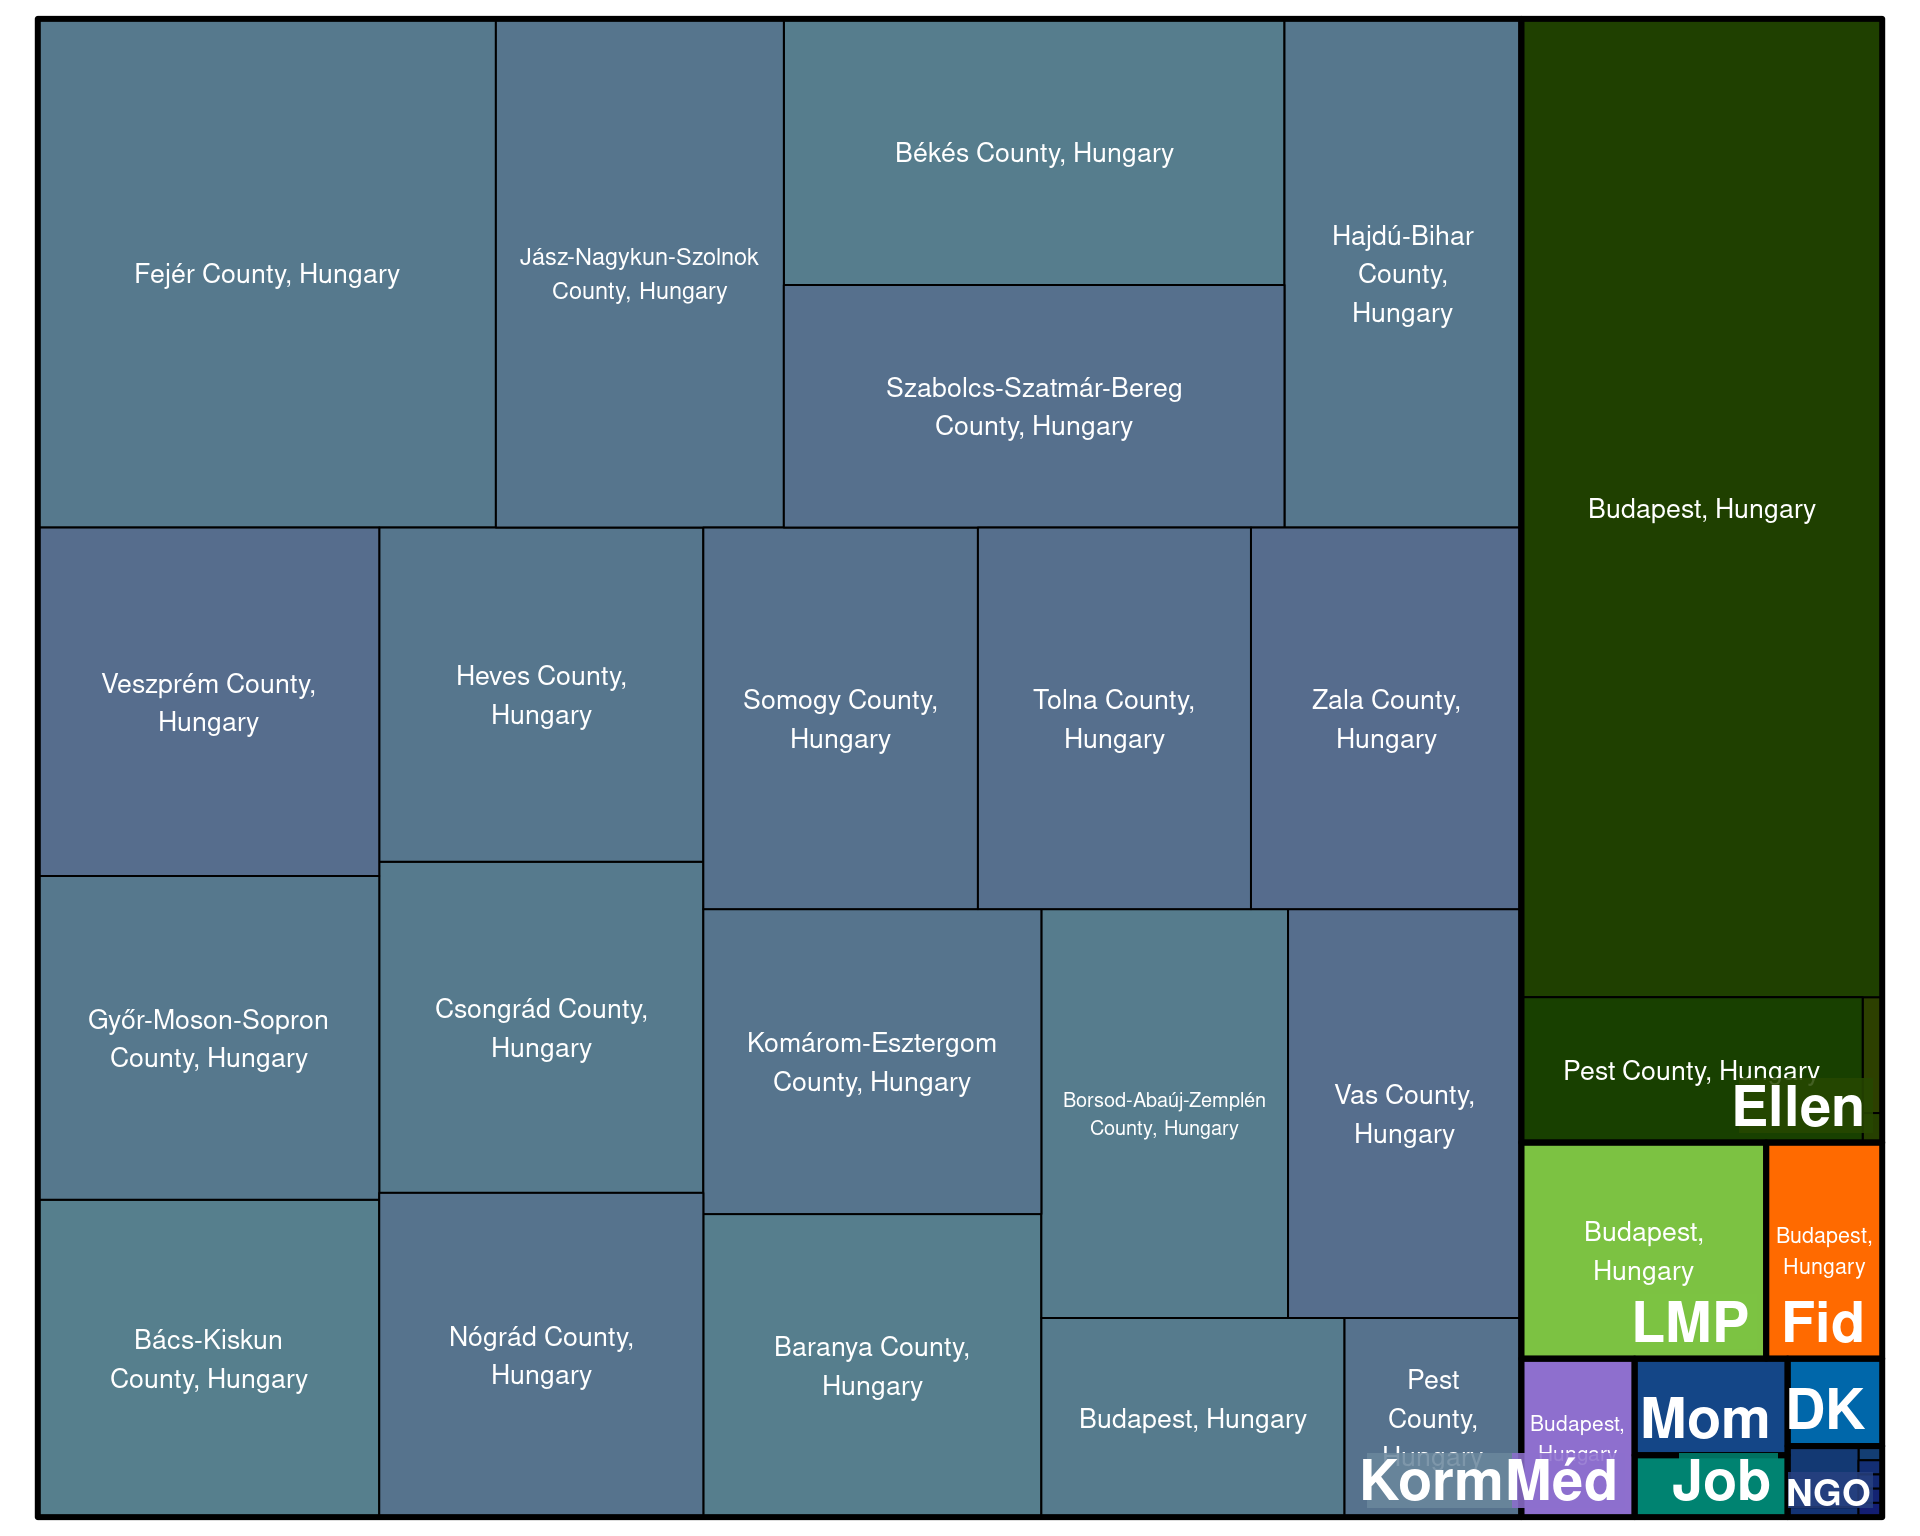 Fejér County, Hungary
Jász-Nagykun-Szolnok
County, Hungary
Békés County, Hungary
Szabolcs-Szatmár-Bereg
County, Hungary
Hajdú-Bihar
County,
Hungary
Budapest, Hungary
Veszprém County,
Hungary
Heves County,
Hungary
Somogy County,
Hungary
Tolna County,
Hungary
Zala County,
Hungary
Győr-Moson-Sopron
County, Hungary
Csongrád County,
Hungary
Komárom-Esztergom
County, Hungary
Borsod-Abaúj-Zemplén
County, Hungary
Vas County,
Hungary
Pest County, Hungary
Ellen
Bács-Kiskun
County, Hungary
Nógrád County,
Hungary
Baranya County,
Hungary
Budapest, Hungary
Pest
County,
Hungary
Korm
Budapest,
Hungary
LMP
Budapest,
Hungary
Fid
Budapest,
Hungary
Méd
Mom
DK
Job
NGO